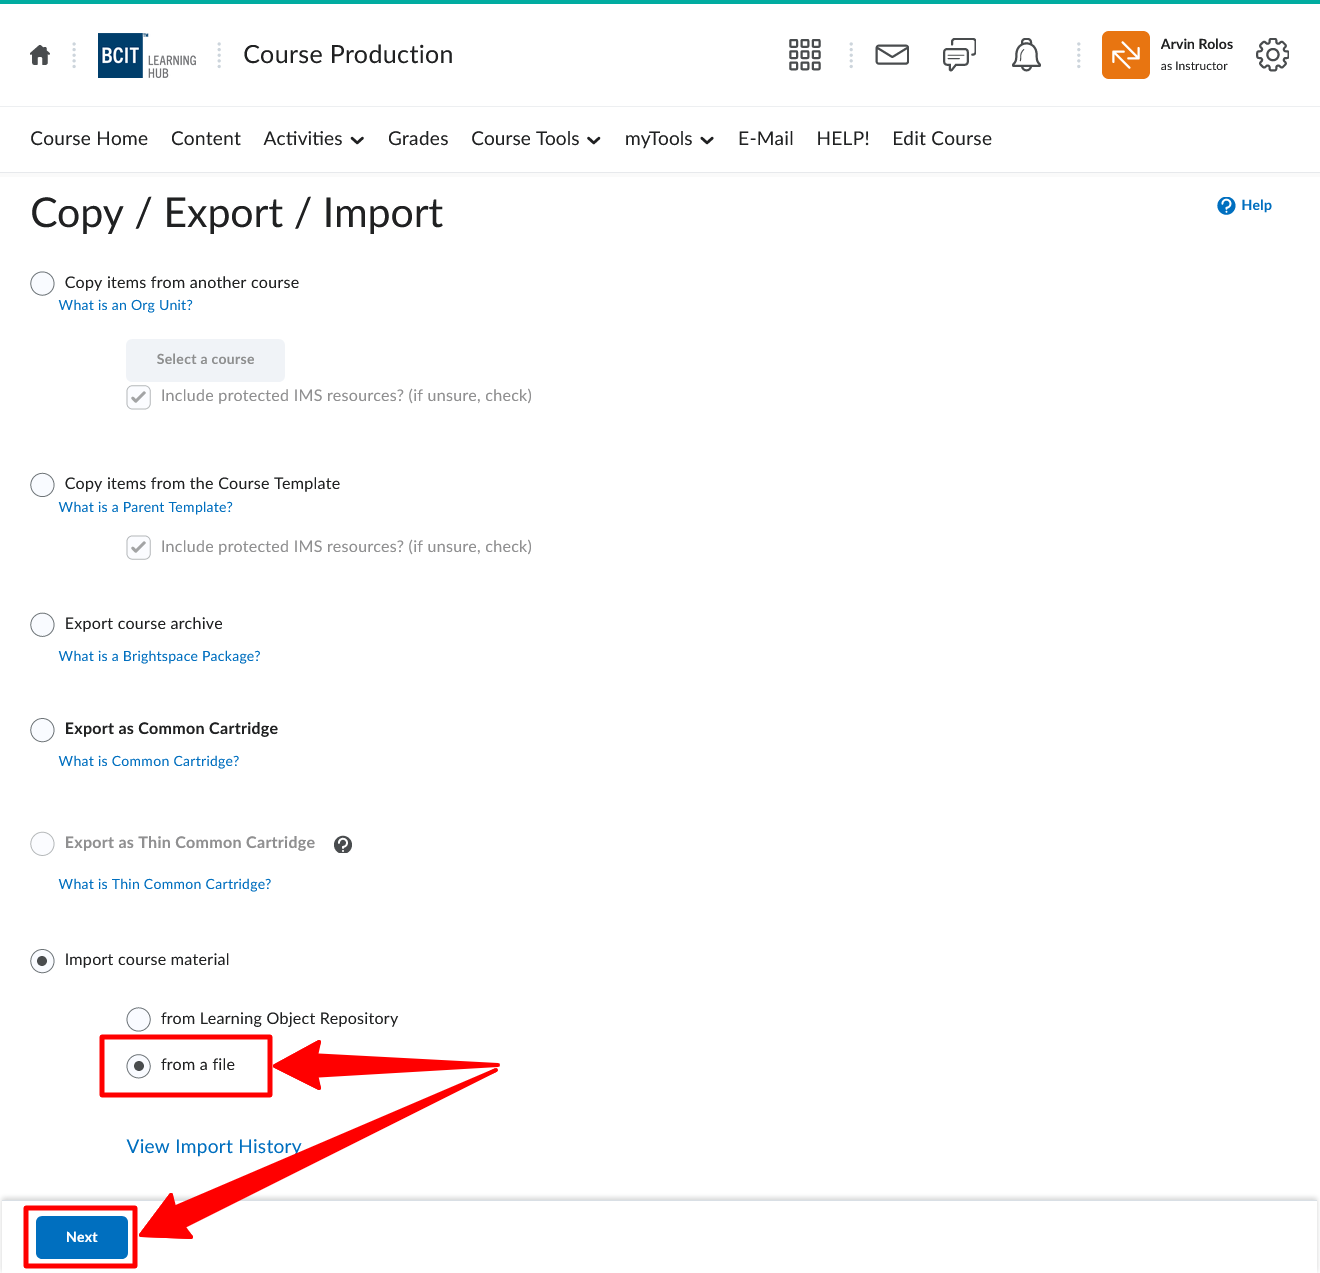 BCIT™ LEARNING HUB
Course Production
Arvin Rolos
as Instructor
Course Home Content Activities Grades Course Tools myTools E-Mail HELP! Edit Course
Copy / Export / Import
Help
Copy items from another course
What is an Org Unit?
Select a course
Include protected IMS resources? (if unsure, check)
Copy items from the Course Template
What is a Parent Template?
Include protected IMS resources? (if unsure, check)
Export course archive
What is a Brightspace Package?
Export as Common Cartridge
What is Common Cartridge?
Export as Thin Common Cartridge
What is Thin Common Cartridge?
Import course material
from Learning Object Repository
from a file
View Import History
Next